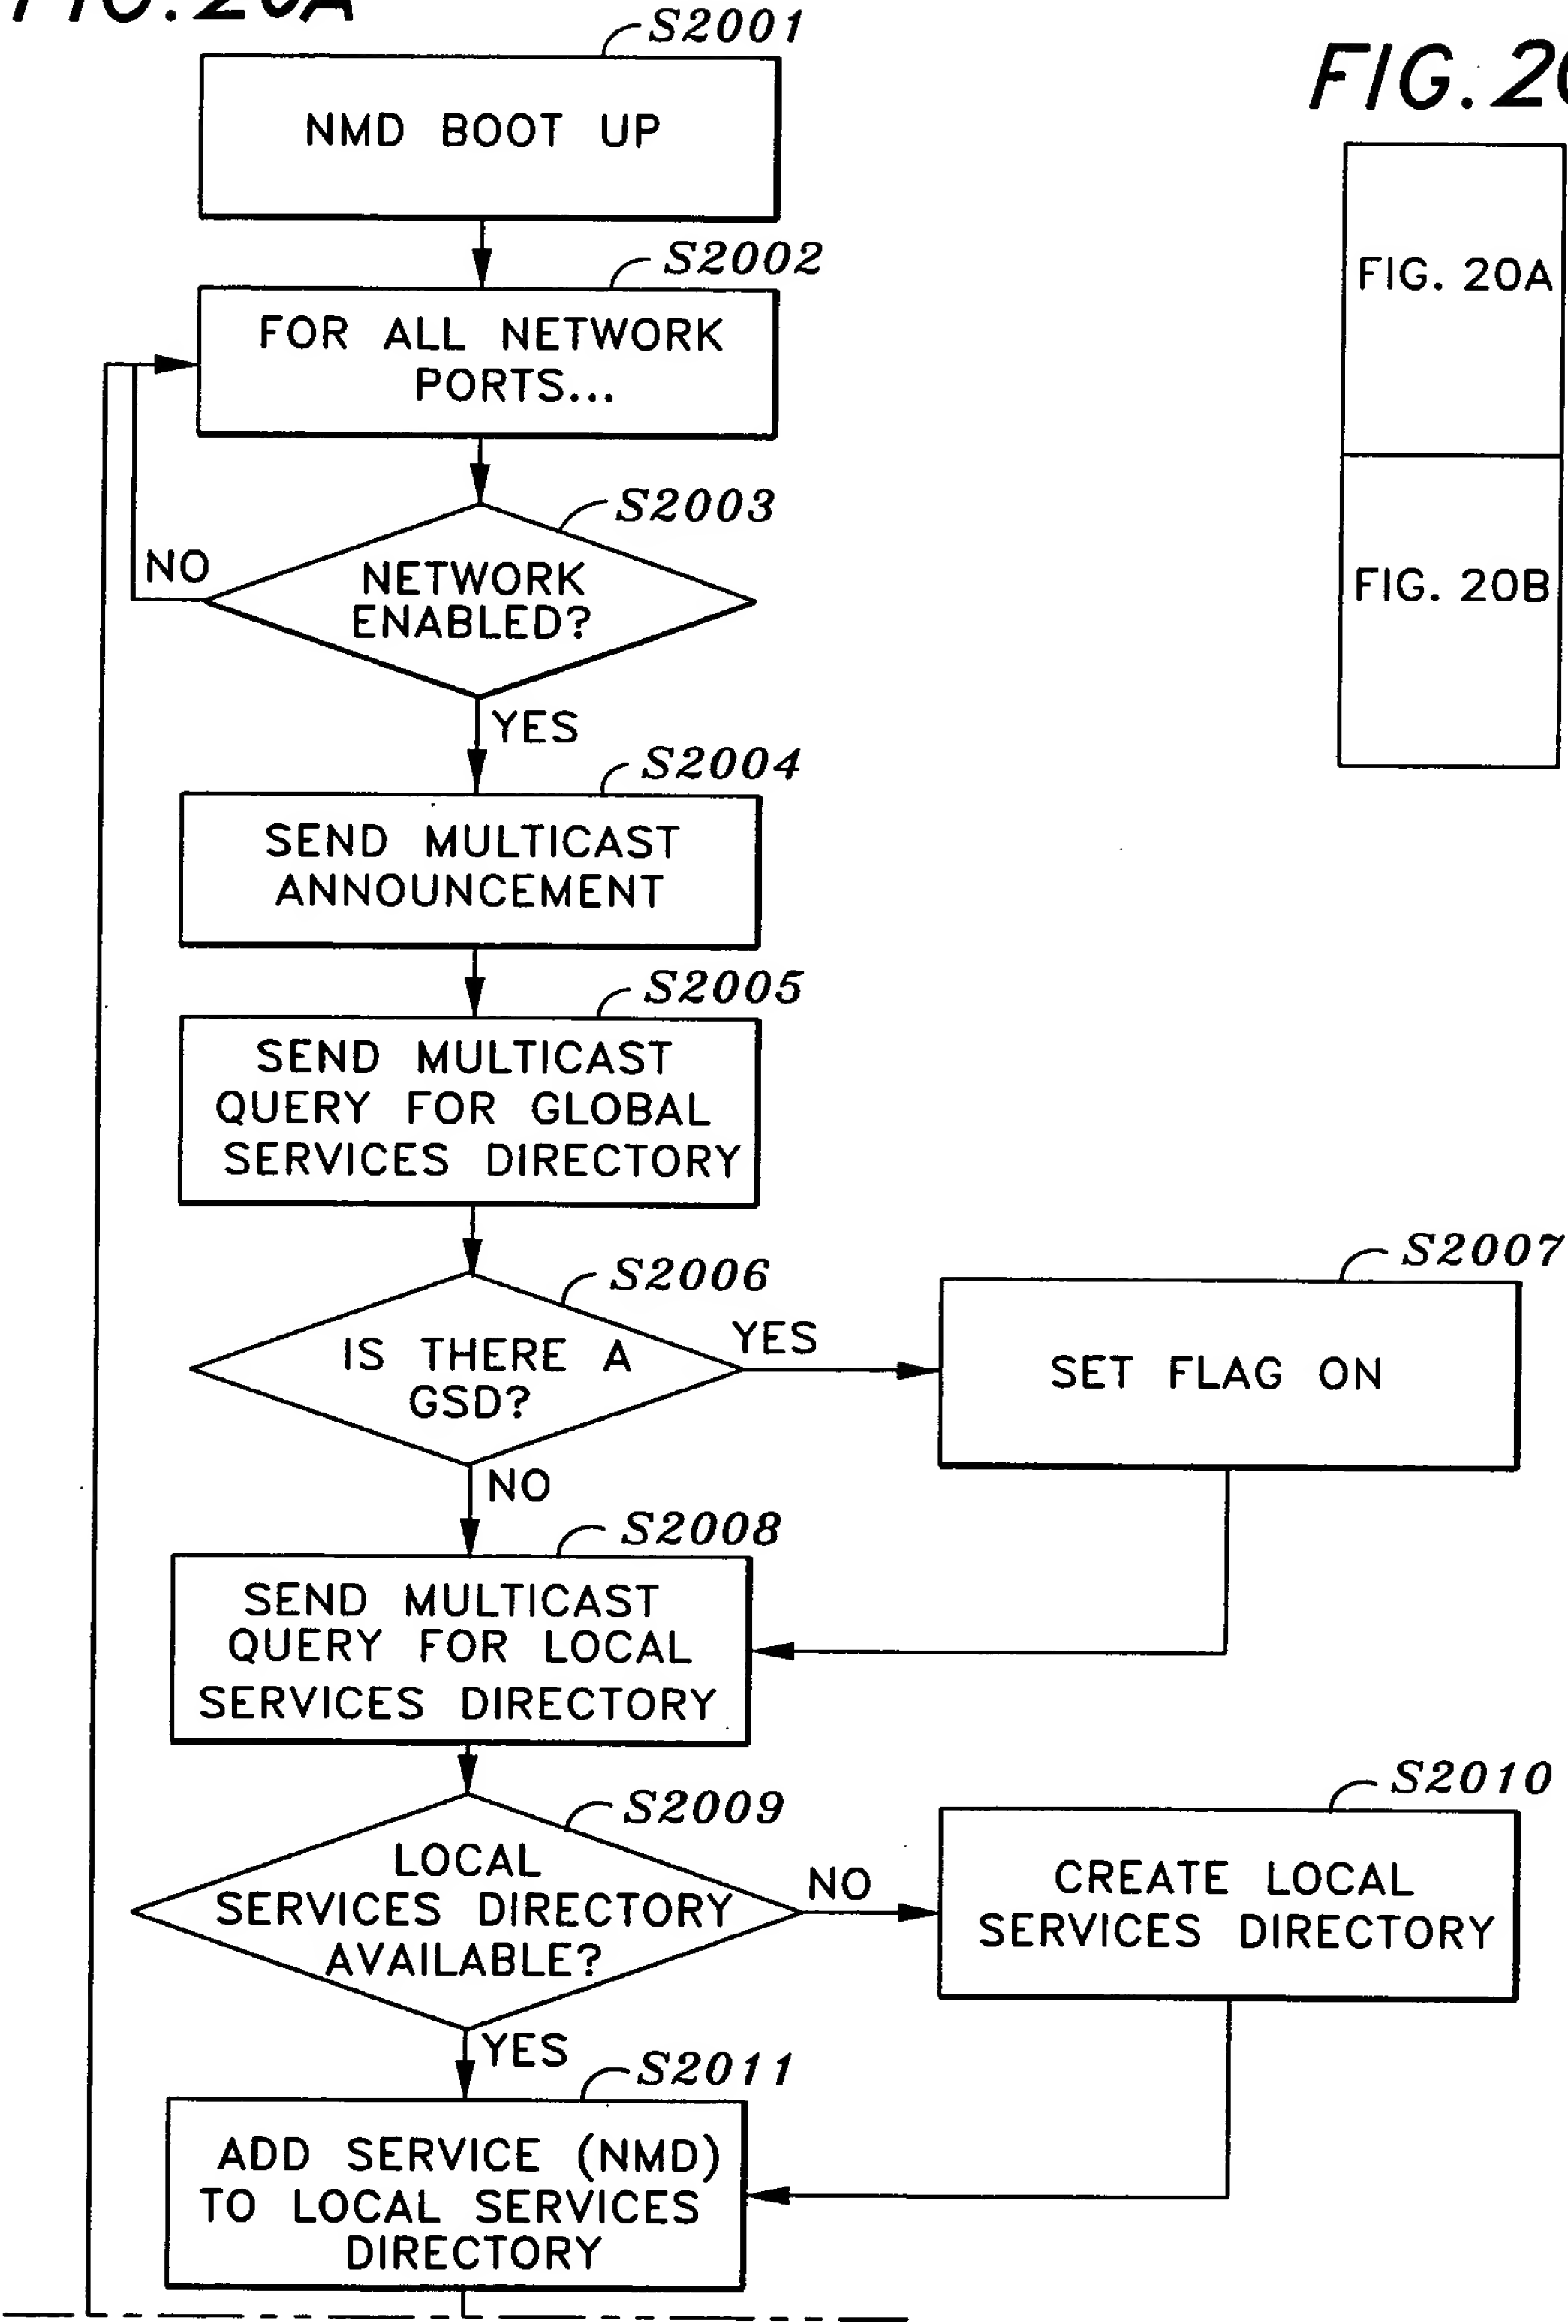 FIG. 20A
S2001
NMD BOOT UP
S2002
FOR ALL NETWORK
PORTS...
S2003
NETWORK
ENABLED?
NO
YES
S2004
SEND MULTICAST
ANNOUNCEMENT
S2005
SEND MULTICAST
QUERY FOR GLOBAL
SERVICES DIRECTORY
S2006
IS THERE A
GSD?
YES
NO
S2007
SET FLAG ON
S2008
SEND MULTICAST
QUERY FOR LOCAL
SERVICES DIRECTORY
S2009
LOCAL
SERVICES DIRECTORY
AVAILABLE?
NO
YES
S2010
CREATE LOCAL
SERVICES DIRECTORY
S2011
ADD SERVICE (NMD)
TO LOCAL SERVICES
DIRECTORY
FIG. 20
FIG. 20A
FIG. 20B